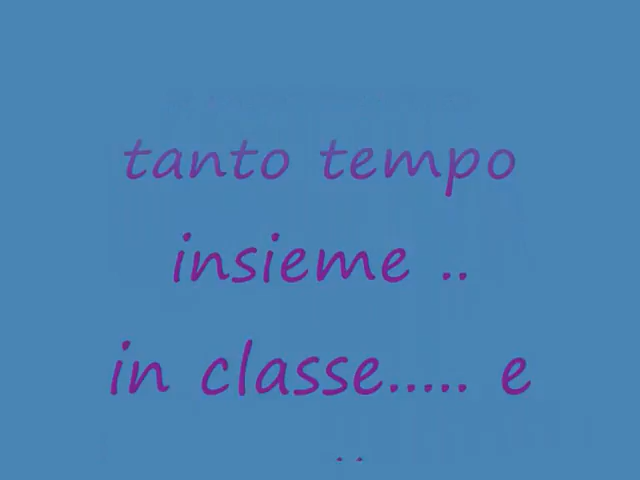 tanto tempo
insieme ..
in classe..... e
..